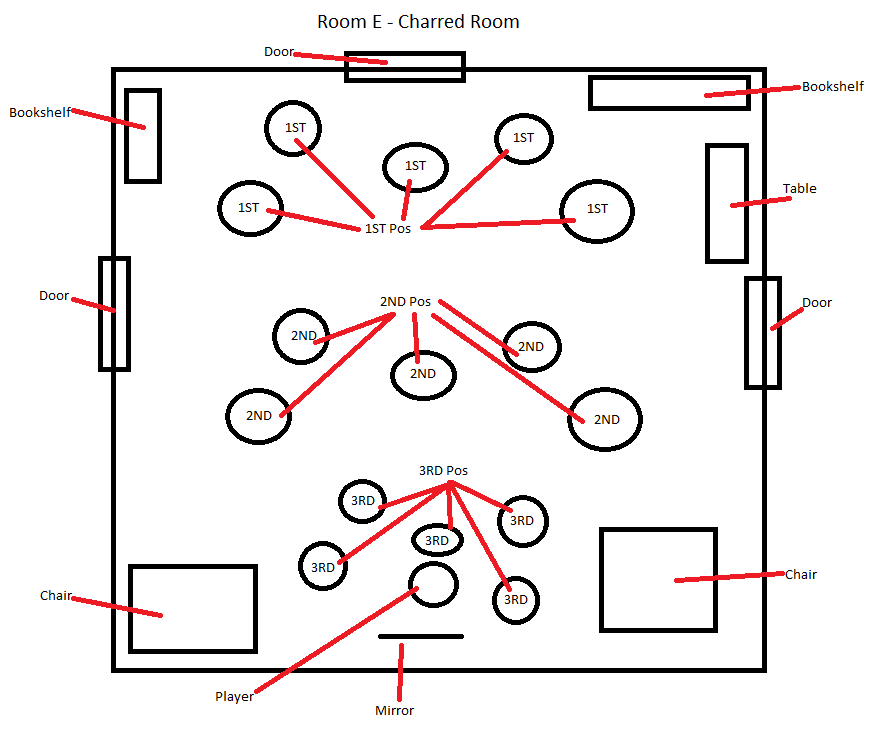 Room E - Charred Room
Door
Bookshelf
Bookshelf
1ST
1ST
1ST
Table
1ST
1ST
1ST Pos
Door
2ND Pos
Door
2ND
2ND
2ND
2ND
2ND
3RD Pos
3RD
3RD
3RD
3RD
Chair
Chair
3RD
Player
Mirror